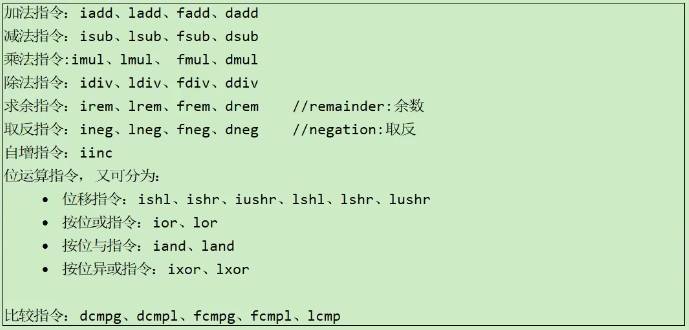 加法指令：iadd、ladd、fadd、dadd
减法指令：isub、lsub、fsub、dsub
乘法指令:imul、lmul、 fmul、dmul
除法指令：idiv、ldiv、fdiv、ddiv
求余指令：irem、lrem、frem、drem    //remainder:余数
取反指令：ineg、lneg、fneg、dneg    //negation:取反
自增指令：iinc
位运算指令，又可分为：
• 位移指令：ishl、ishr、iushr、lshl、lshr、lushr
• 按位或指令：ior、lor
• 按位与指令：iand、land
• 按位异或指令：ixor、lxor
比较指令：dcmpg、dcmpl、fcmpg、fcmpl、lcmp